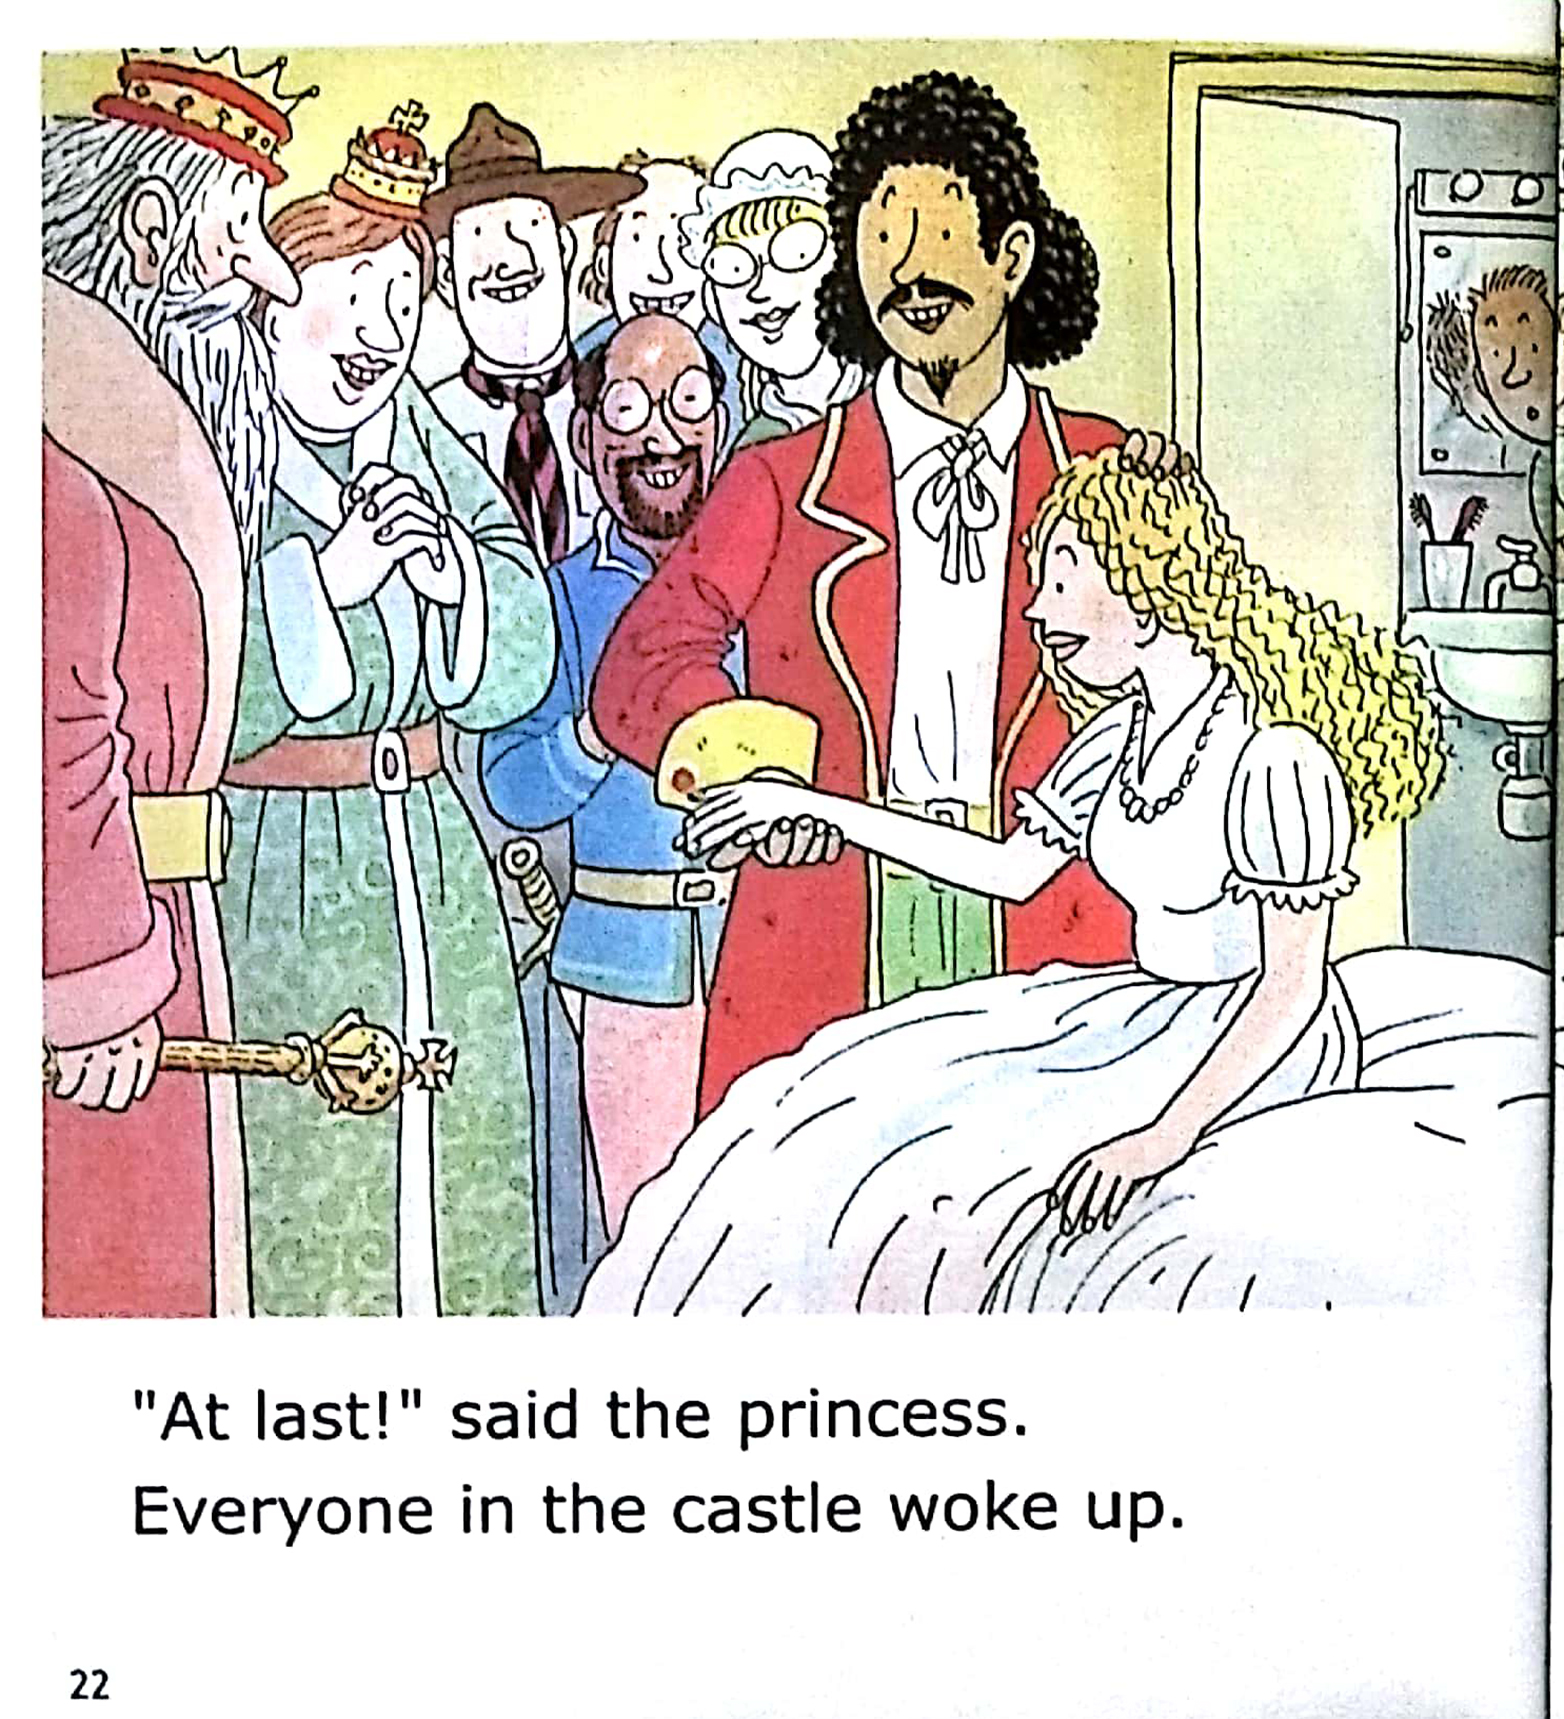 "At last!" said the princess.
Everyone in the castle woke up.
22